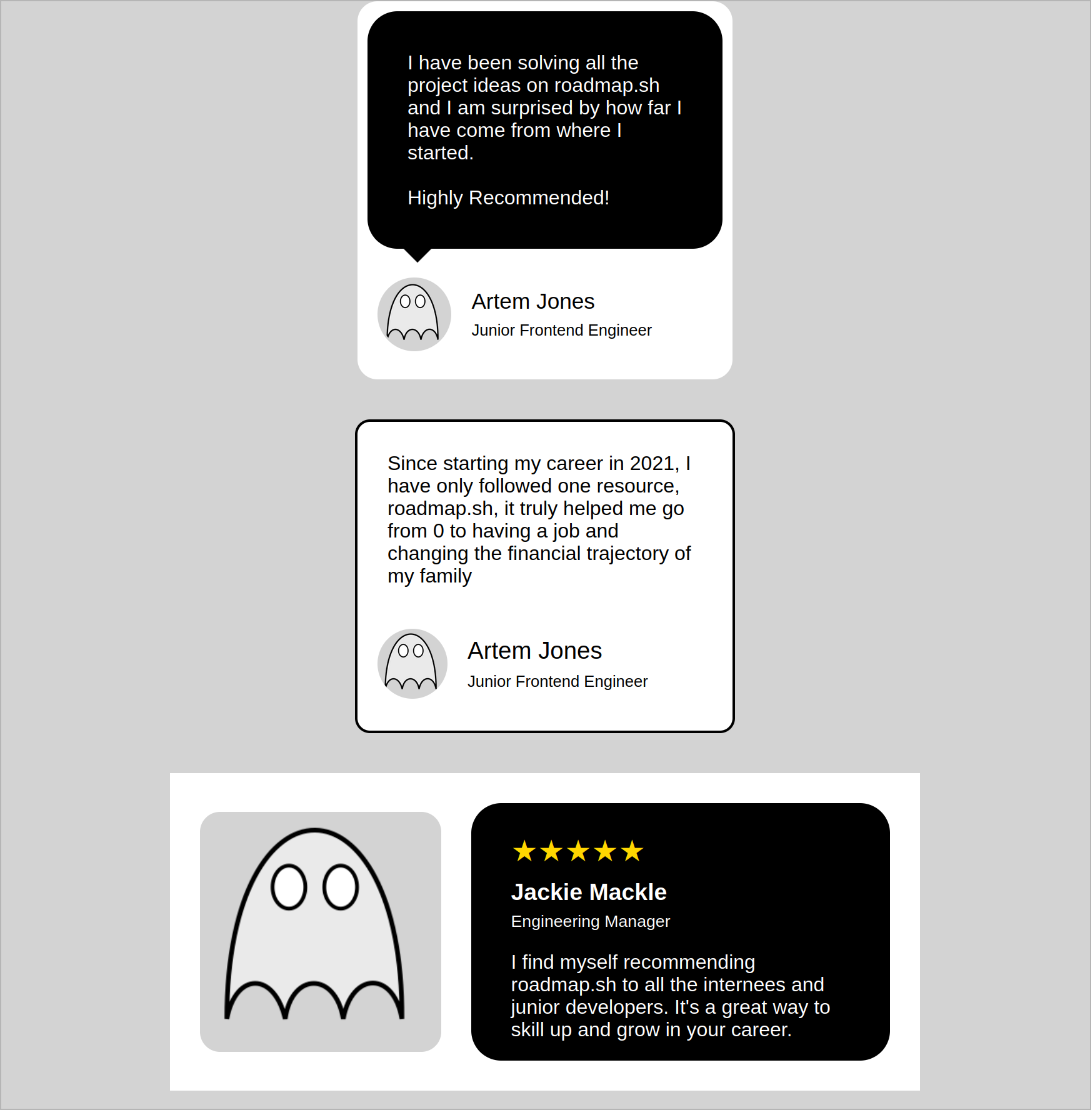 I have been solving all the
project ideas on roadmap.sh
and I am surprised by how far I
have come from where I
started.
Highly Recommended!
Artem Jones
Junior Frontend Engineer
Since starting my career in 2021, I
have only followed one resource,
roadmap.sh, it truly helped me go
from 0 to having a job and
changing the financial trajectory of
my family
Artem Jones
Junior Frontend Engineer
★★★★★
Jackie Mackle
Engineering Manager
I find myself recommending
roadmap.sh to all the internees and
junior developers. It's a great way to
skill up and grow in your career.